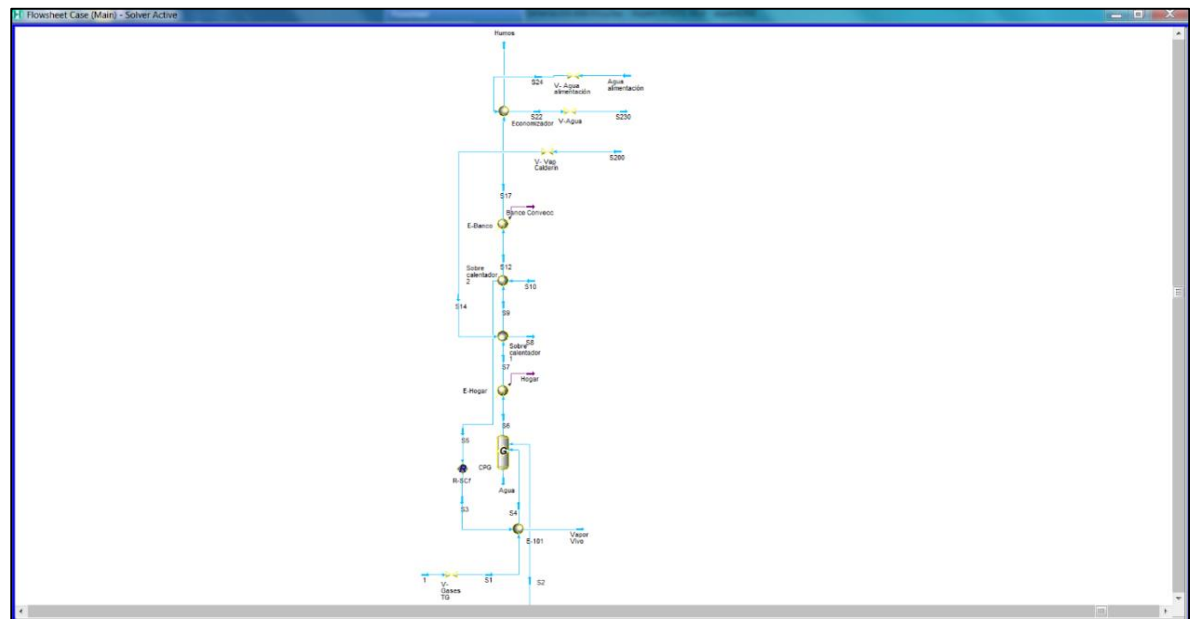 Flowsheet Case (Main) - Solver Active
Humos
S24
V- Agua
alimentación
Agua
alimentación
Economizador
S22
V-Agua
S230
V- Vap
Calderín
S200
S17
Banco Convecc
E-Banco
S12
Sobre
calentador
2
S10
S14
S9
Sobre
calentador
1
S8
S7
Hogar
E-Hogar
S6
S5
CPG
G
R-SC7
Agua
S3
S4
Vapor
Vivo
E-101
1
V-
Gases
TG
S1
S2